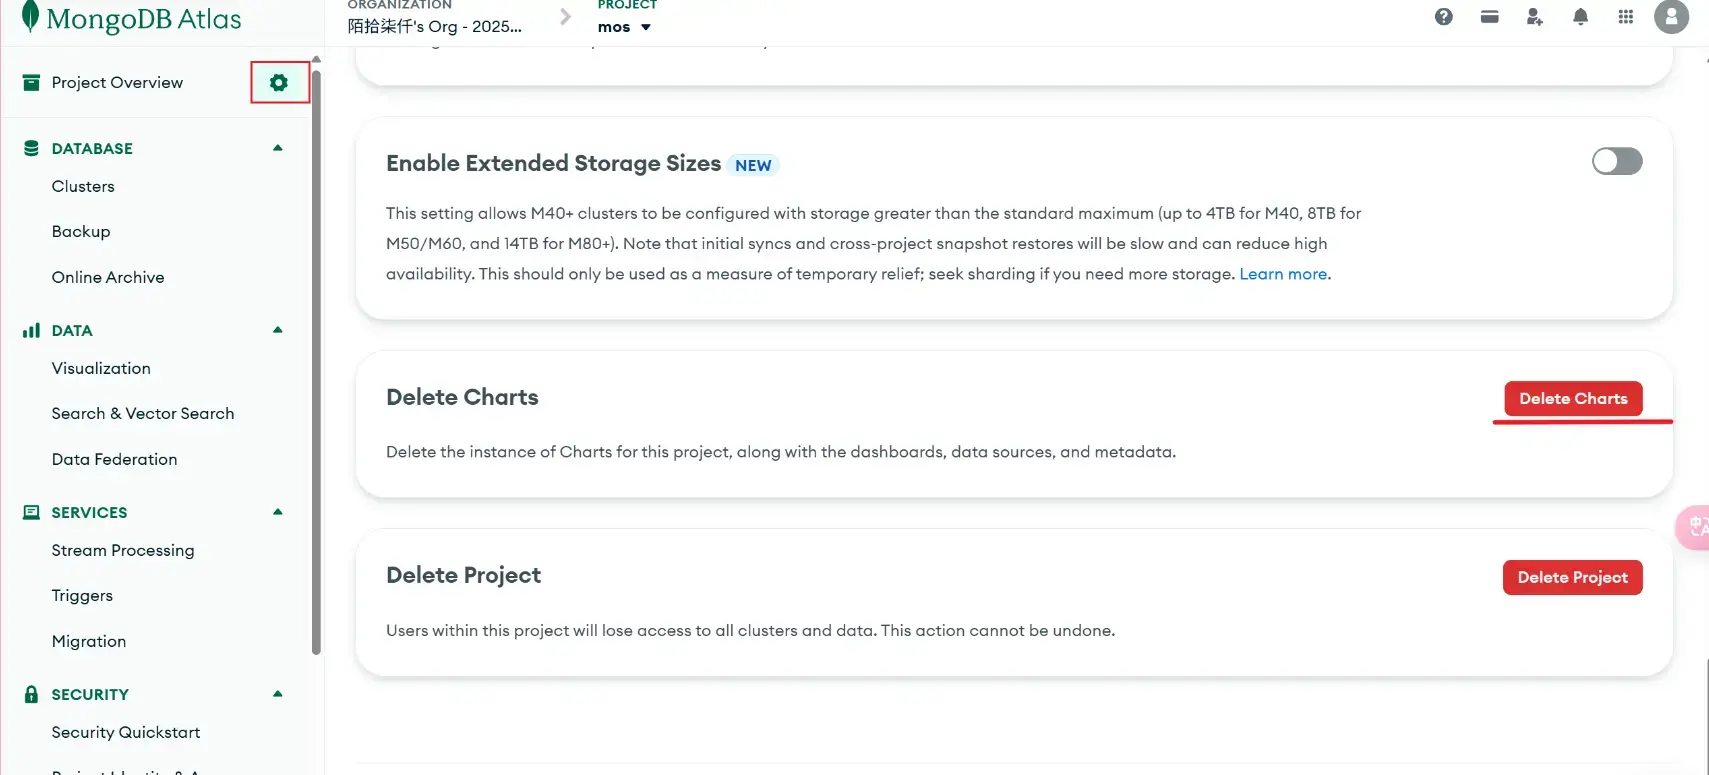 MongoDB Atlas
ORGANIZATION
陌拾柒仟's Org - 2025...
PROJECT
mos
Project Overview
DATABASE
Clusters
Backup
Online Archive
DATA
Visualization
Search & Vector Search
Data Federation
SERVICES
Stream Processing
Triggers
Migration
SECURITY
Security Quickstart
Enable Extended Storage Sizes NEW
This setting allows M40+ clusters to be configured with storage greater than the standard maximum (up to 4TB for M40, 8TB for
M50/M60, and 14TB for M80+). Note that initial syncs and cross-project snapshot restores will be slow and can reduce high
availability. This should only be used as a measure of temporary relief; seek sharding if you need more storage. Learn more.
Delete Charts
Delete Charts
Delete the instance of Charts for this project, along with the dashboards, data sources, and metadata.
Delete Project
Delete Project
Users within this project will lose access to all clusters and data. This action cannot be undone.